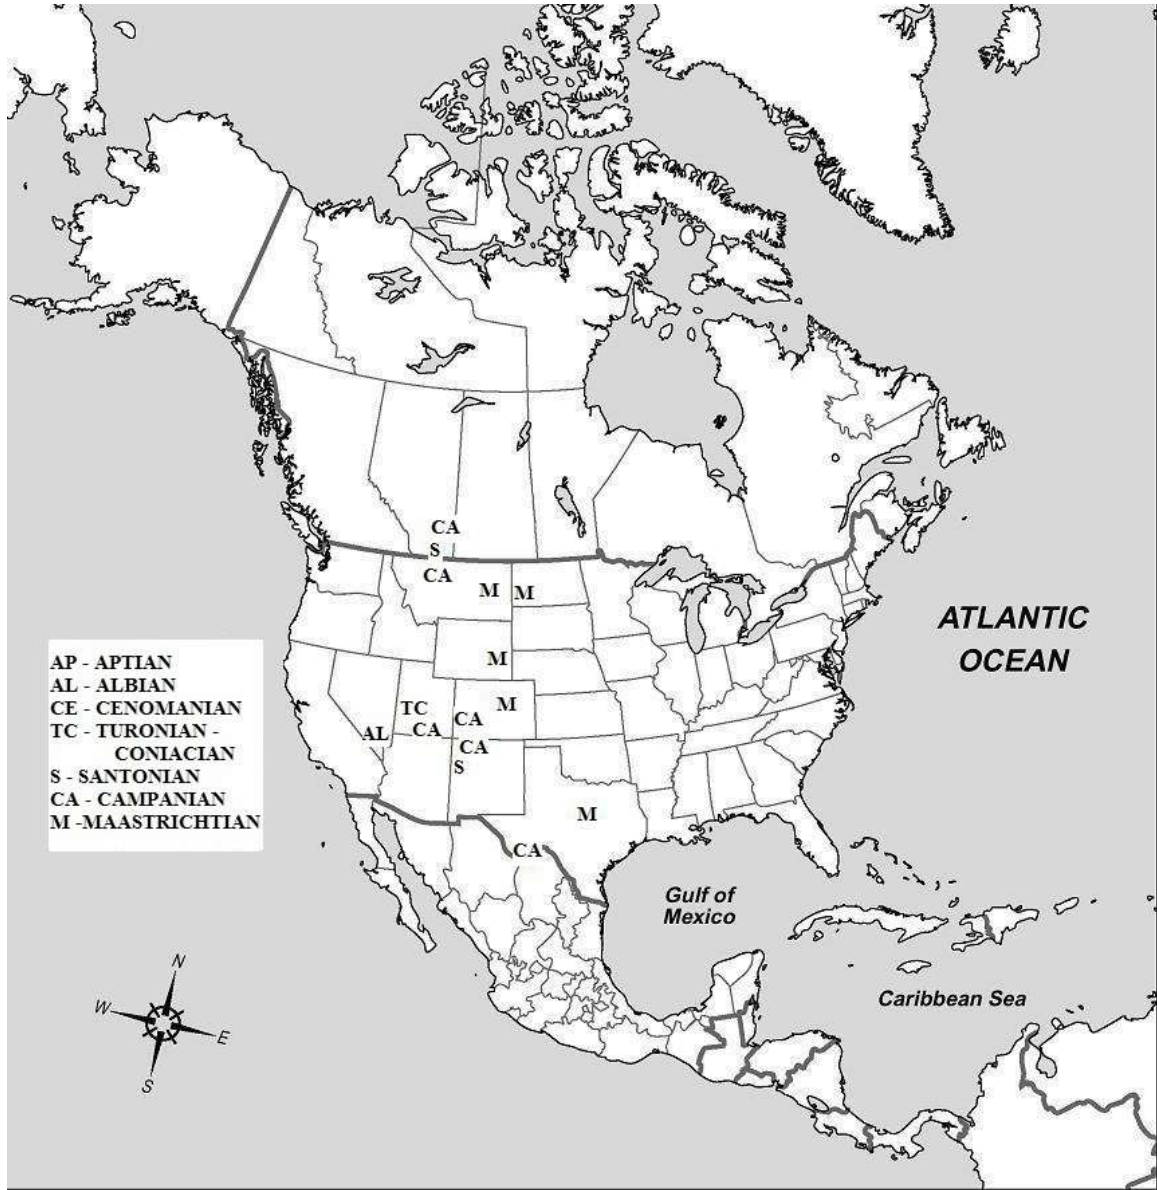 CA
S
CA
M
M
M
M
TC
CA
CA
CA
S
AL
M
CA
ATLANTIC
OCEAN
AP - APTIAN
AL - ALBIAN
CE - CENOMANIAN
TC - TURONIAN -
CONIACIAN
S - SANTONIAN
CA - CAMPANIAN
M -MAASTRICHTIAN
Gulf of
Mexico
Caribbean Sea
N
W
E
S